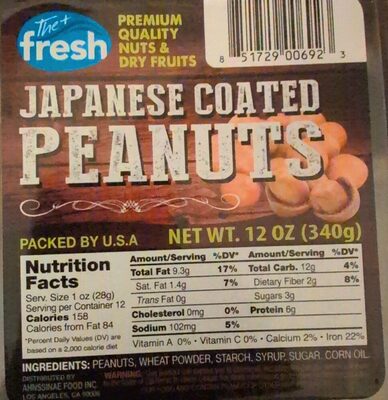 The+
fresh
PREMIUM
QUALITY
NUTS &
DRY FRUITS
8 51729 00692 3
JAPANESE COATED
PEANUTS
PACKED BY U.S.A
NET WT. 12 OZ (340g)
Nutrition
Facts
Serv. Size 1 oz (28g)
Serving per Container 12
Calories 158
Calories from Fat 84
*Percent Daily Values (DV) are
based on a 2,000 calorie diet
Amount/Serving %DV*
Total Fat 9.3g 17%
Sat. Fat 1.4g 7%
Trans Fat 0g
Cholesterol 0mg 0%
Sodium 102mg 5%
Amount/Serving %DV*
Total Carb. 12g 4%
Dietary Fiber 2g 8%
Sugars 3g
Protein 6g
Vitamin A 0% • Vitamin C 0% • Calcium 2% • Iron 22%
INGREDIENTS: PEANUTS, WHEAT POWDER, STARCH, SYRUP, SUGAR, CORN OIL.
DISTRIBUTED BY
AHNSSINAE FOOD INC.
LOS ANGELES, CA 90006
WARNING: